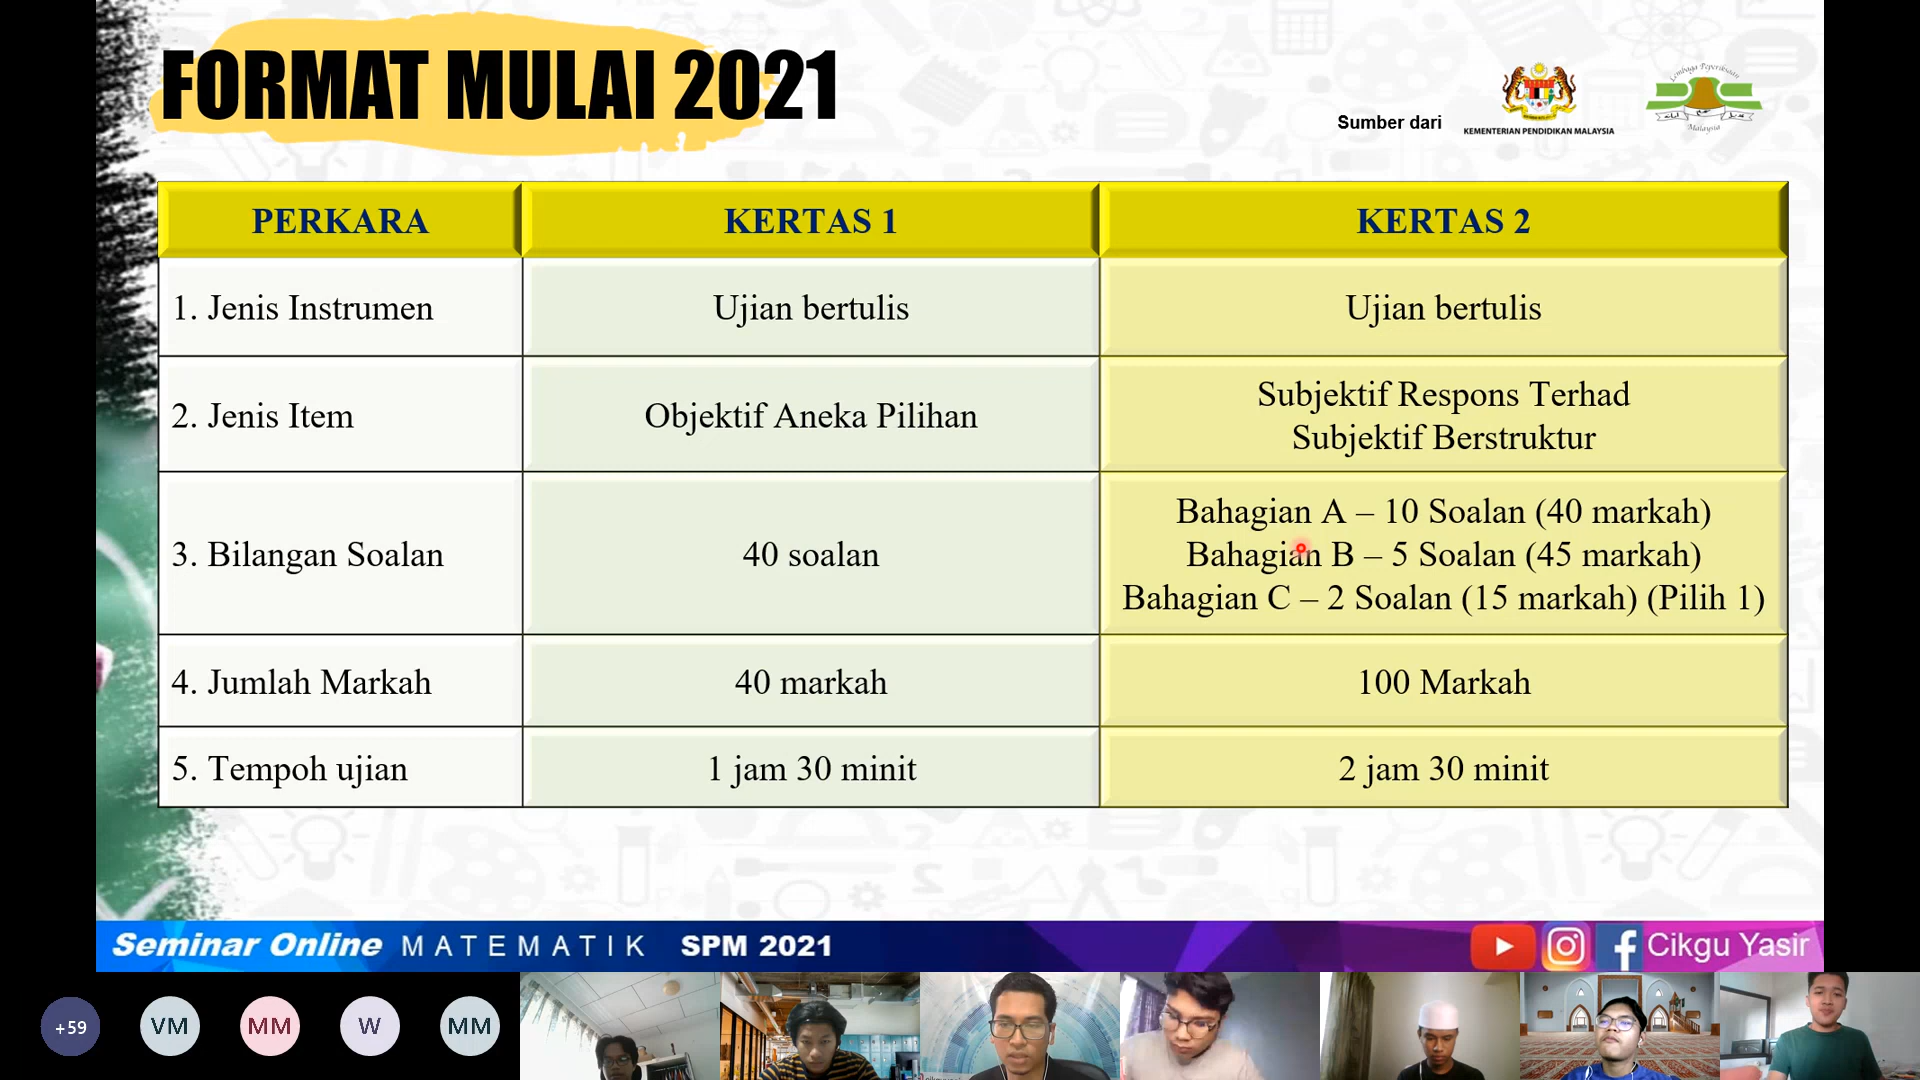 FORMAT MULAI 2021
Sumber dari
KEMENTERIAN PENDIDIKAN MALAYSIA
Lembaga Peperiksaan
Malaysia
PERKARA
KERTAS 1
KERTAS 2
1. Jenis Instrumen
Ujian bertulis
Ujian bertulis
2. Jenis Item
Objektif Aneka Pilihan
Subjektif Respons Terhad
Subjektif Berstruktur
3. Bilangan Soalan
40 soalan
Bahagian A – 10 Soalan (40 markah)
Bahagian B – 5 Soalan (45 markah)
Bahagian C – 2 Soalan (15 markah) (Pilih 1)
4. Jumlah Markah
40 markah
100 Markah
5. Tempoh ujian
1 jam 30 minit
2 jam 30 minit
Seminar Online MATEMATIK SPM 2021
Cikgu Yasir
+59
VM
MM
W
MM